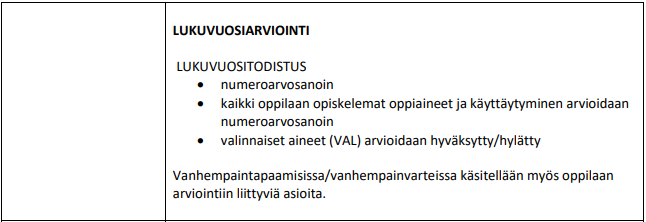 LUKUVUOSIARVIOINTI
LUKUVUOSITODISTUS
• numeroarvosanoin
• kaikki oppilaan opiskelemat oppiaineet ja käyttäytyminen arvioidaan
numeroarvosanoin
• valinnaiset aineet (VAL) arvioidaan hyväksytty/hylätty
Vanhempaintapaamisissa/vanhempainvarteissa käsitellään myös oppilaan
arviointiin liittyviä asioita.